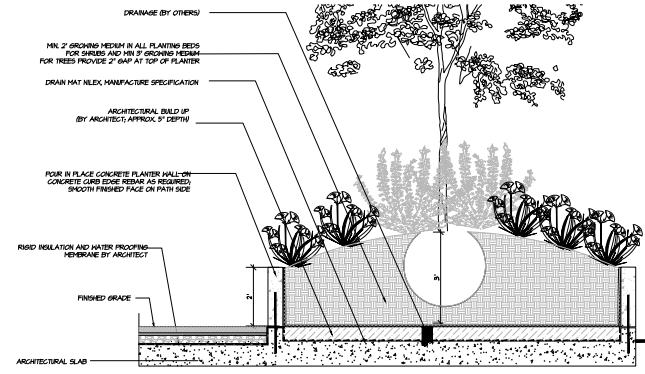 DRAINAGE (BY OTHERS)
MIN. 2' GROWING MEDIUM IN ALL PLANTING BEDS
FOR SHRUBS AND MIN 3' GROWING MEDIUM
FOR TREES PROVIDE 2" GAP AT TOP OF PLANTER
DRAIN MAT NILEX, MANUFACTURE SPECIFICATION
ARCHITECTURAL BUILD UP
(BY ARCHITECT; APPROX. 5" DEPTH)
POUR IN PLACE CONCRETE PLANTER WALL ON
CONCRETE CURB EDGE REBAR AS REQUIRED;
SMOOTH FINISHED FACE ON PATH SIDE
RIGID INSULATION AND WATER PROOFING
MEMBRANE BY ARCHITECT
2'
3'
FINISHED GRADE
ARCHITECTURAL SLAB